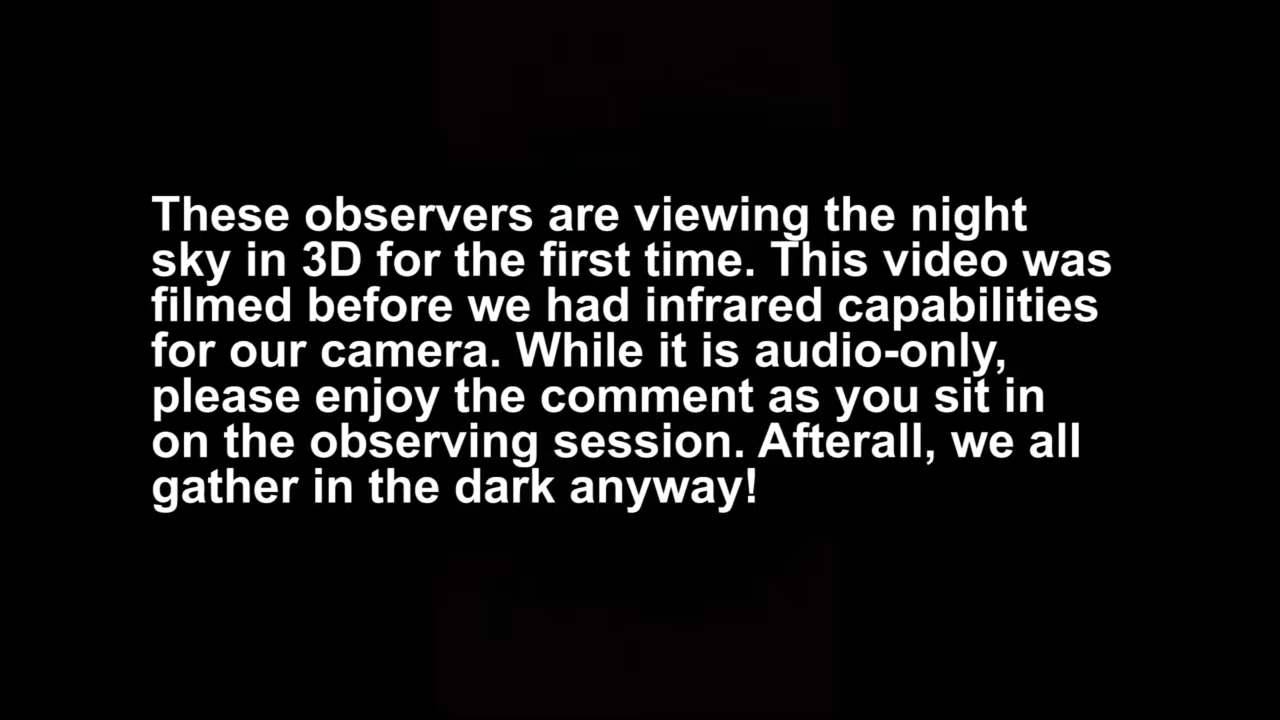 These observers are viewing the night
sky in 3D for the first time. This video was
filmed before we had infrared capabilities
for our camera. While it is audio-only,
please enjoy the comment as you sit in
on the observing session. Afterall, we all
gather in the dark anyway!